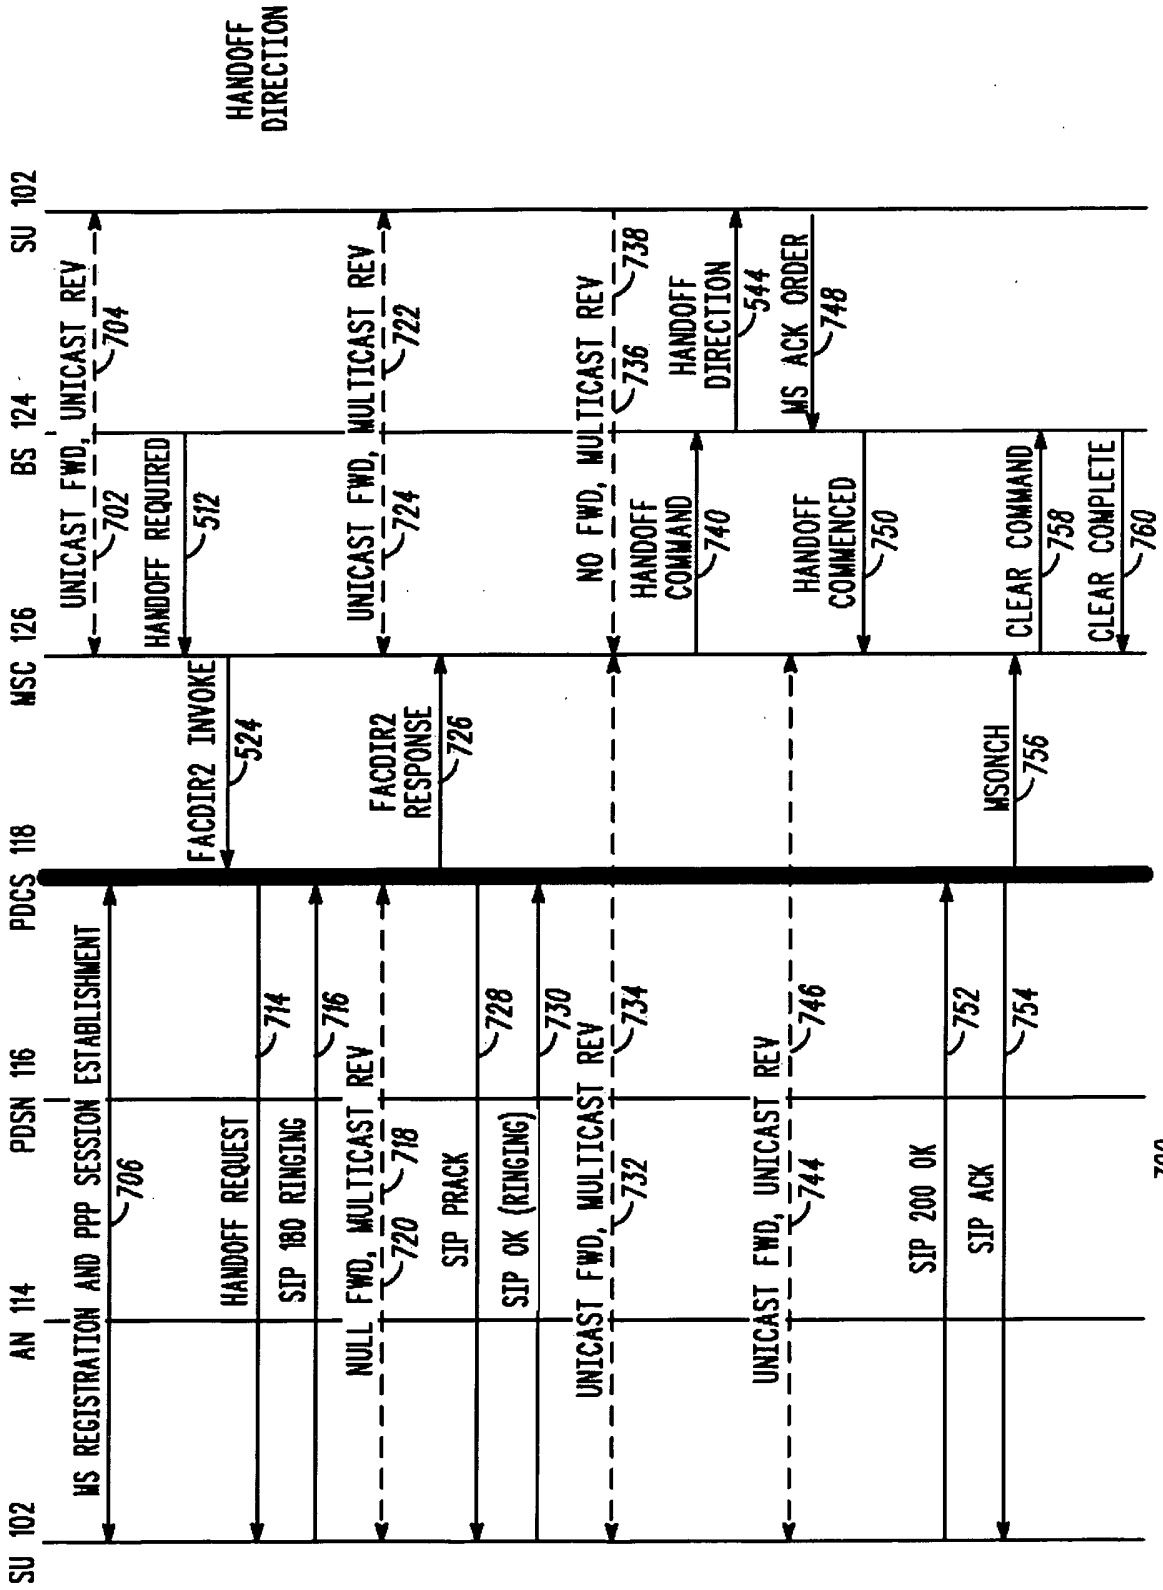 SU 102
AN 114
PDSN 116
PDCS 118
MSC 126
BS 124
SU 102
HANDOFF
DIRECTION
UNICAST FWD, UNICAST REV
702
704
MS REGISTRATION AND PPP SESSION ESTABLISHMENT
706
HANDOFF REQUIRED
512
FACDIR2 INVOKE
524
HANDOFF REQUEST
714
SIP 180 RINGING
716
NULL FWD, MULTICAST REV
720
718
UNICAST FWD, MULTICAST REV
724
722
FACDIR2
RESPONSE
726
SIP PRACK
728
SIP OK (RINGING)
730
UNICAST FWD, MULTICAST REV
732
734
NO FWD, MULTICAST REV
736
738
HANDOFF
COMMAND
740
HANDOFF
DIRECTION
544
UNICAST FWD, UNICAST REV
744
746
MS ACK ORDER
748
HANDOFF
COMMENCED
750
SIP 200 OK
752
SIP ACK
754
MSONCH
756
CLEAR COMMAND
758
CLEAR COMPLETE
760